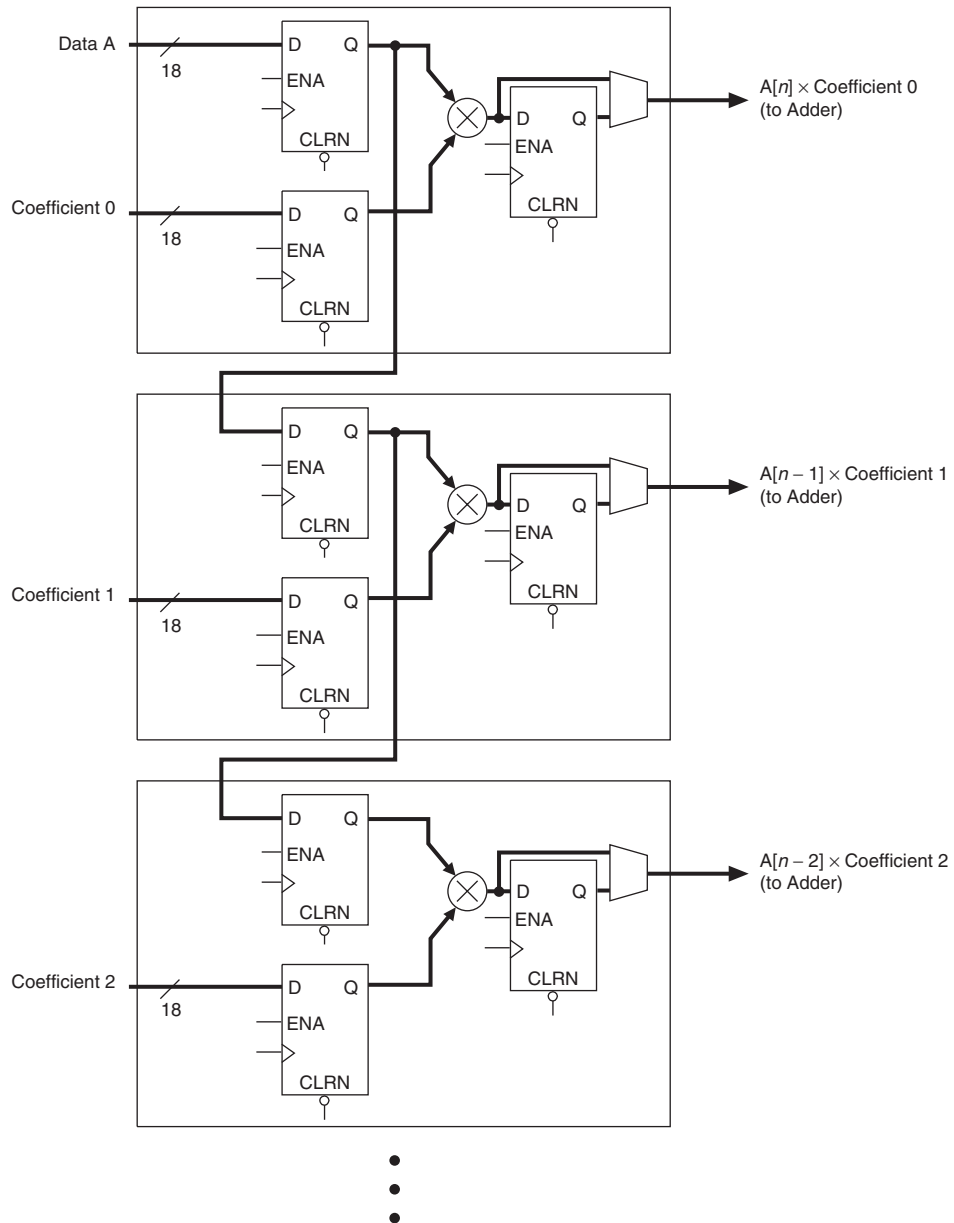 Data A
18
D Q
ENA
CLRN
A[n] × Coefficient 0
(to Adder)
D Q
ENA
CLRN
Coefficient 0
18
D Q
ENA
CLRN
D Q
ENA
CLRN
A[n – 1] × Coefficient 1
(to Adder)
D Q
ENA
CLRN
Coefficient 1
18
D Q
ENA
CLRN
D Q
ENA
CLRN
A[n – 2] × Coefficient 2
(to Adder)
D Q
ENA
CLRN
Coefficient 2
18
D Q
ENA
CLRN